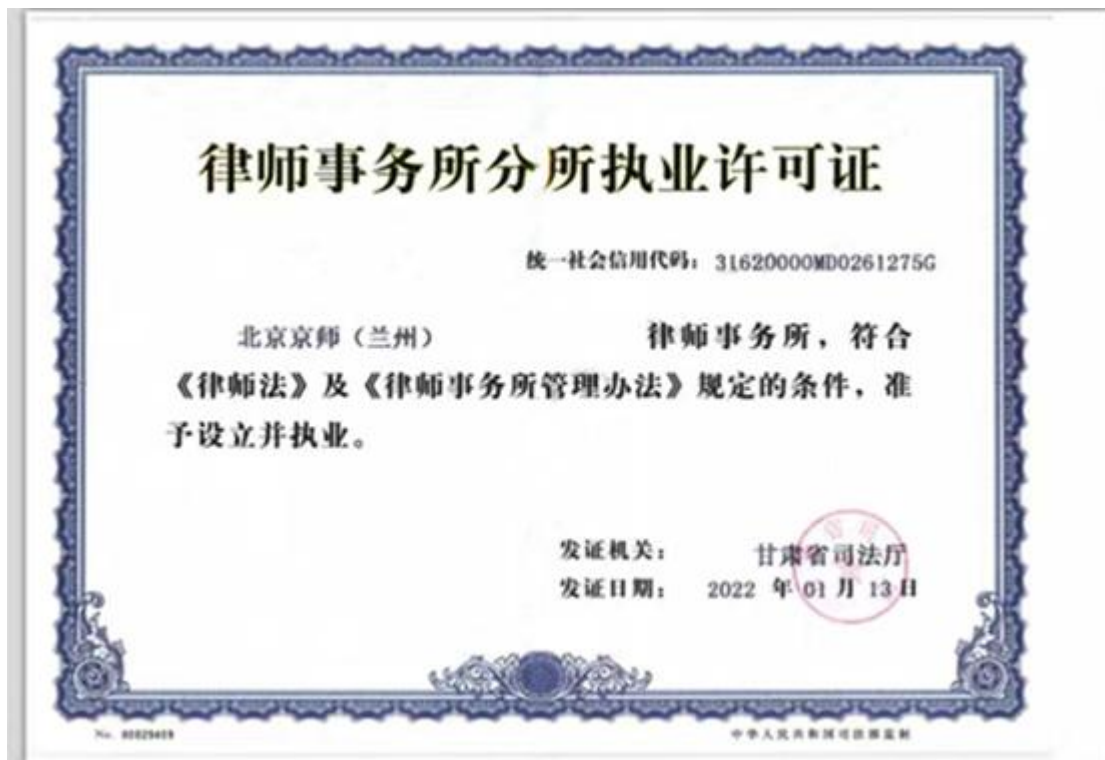 律师事务所分所执业许可证
统一社会信用代码：31620000MD0261275G
北京京师（兰州） 律师事务所，符合
《律师法》及《律师事务所管理办法》规定的条件，准
予设立并执业。
发证机关： 甘肃省司法厅
发证日期： 2022 年 01 月 13 日
No.
中华人民共和国司法部监制